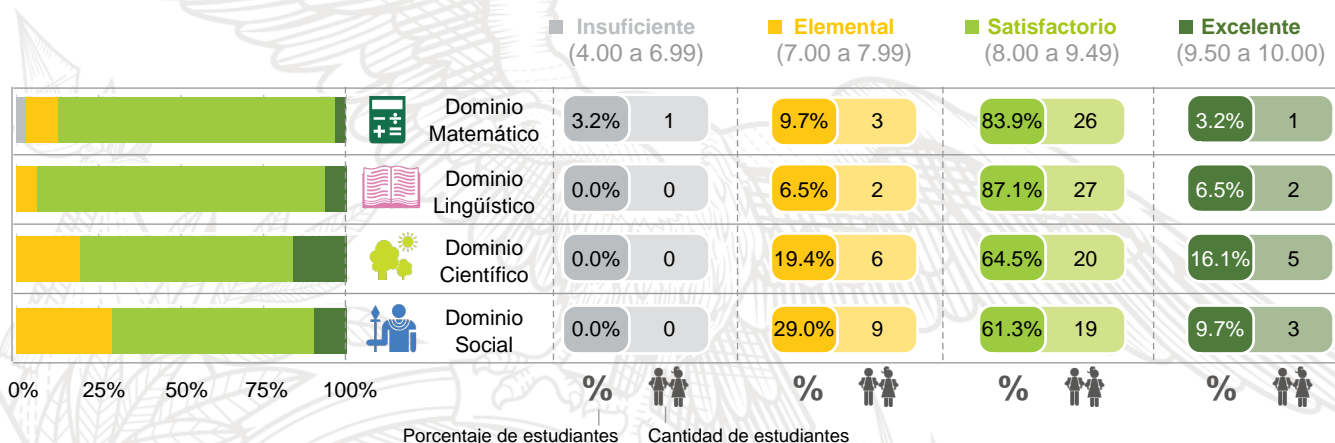 Insuficiente Elemental Satisfactorio Excelente
(4.00 a 6.99) (7.00 a 7.99) (8.00 a 9.49) (9.50 a 10.00)
Dominio
Matemático
3.2% 1 9.7% 3 83.9% 26 3.2% 1
Dominio
Lingüístico
0.0% 0 6.5% 2 87.1% 27 6.5% 2
Dominio
Científico
0.0% 0 19.4% 6 64.5% 20 16.1% 5
Dominio
Social
0.0% 0 29.0% 9 61.3% 19 9.7% 3
0% 25% 50% 75% 100% % % % %
Porcentaje de estudiantes Cantidad de estudiantes